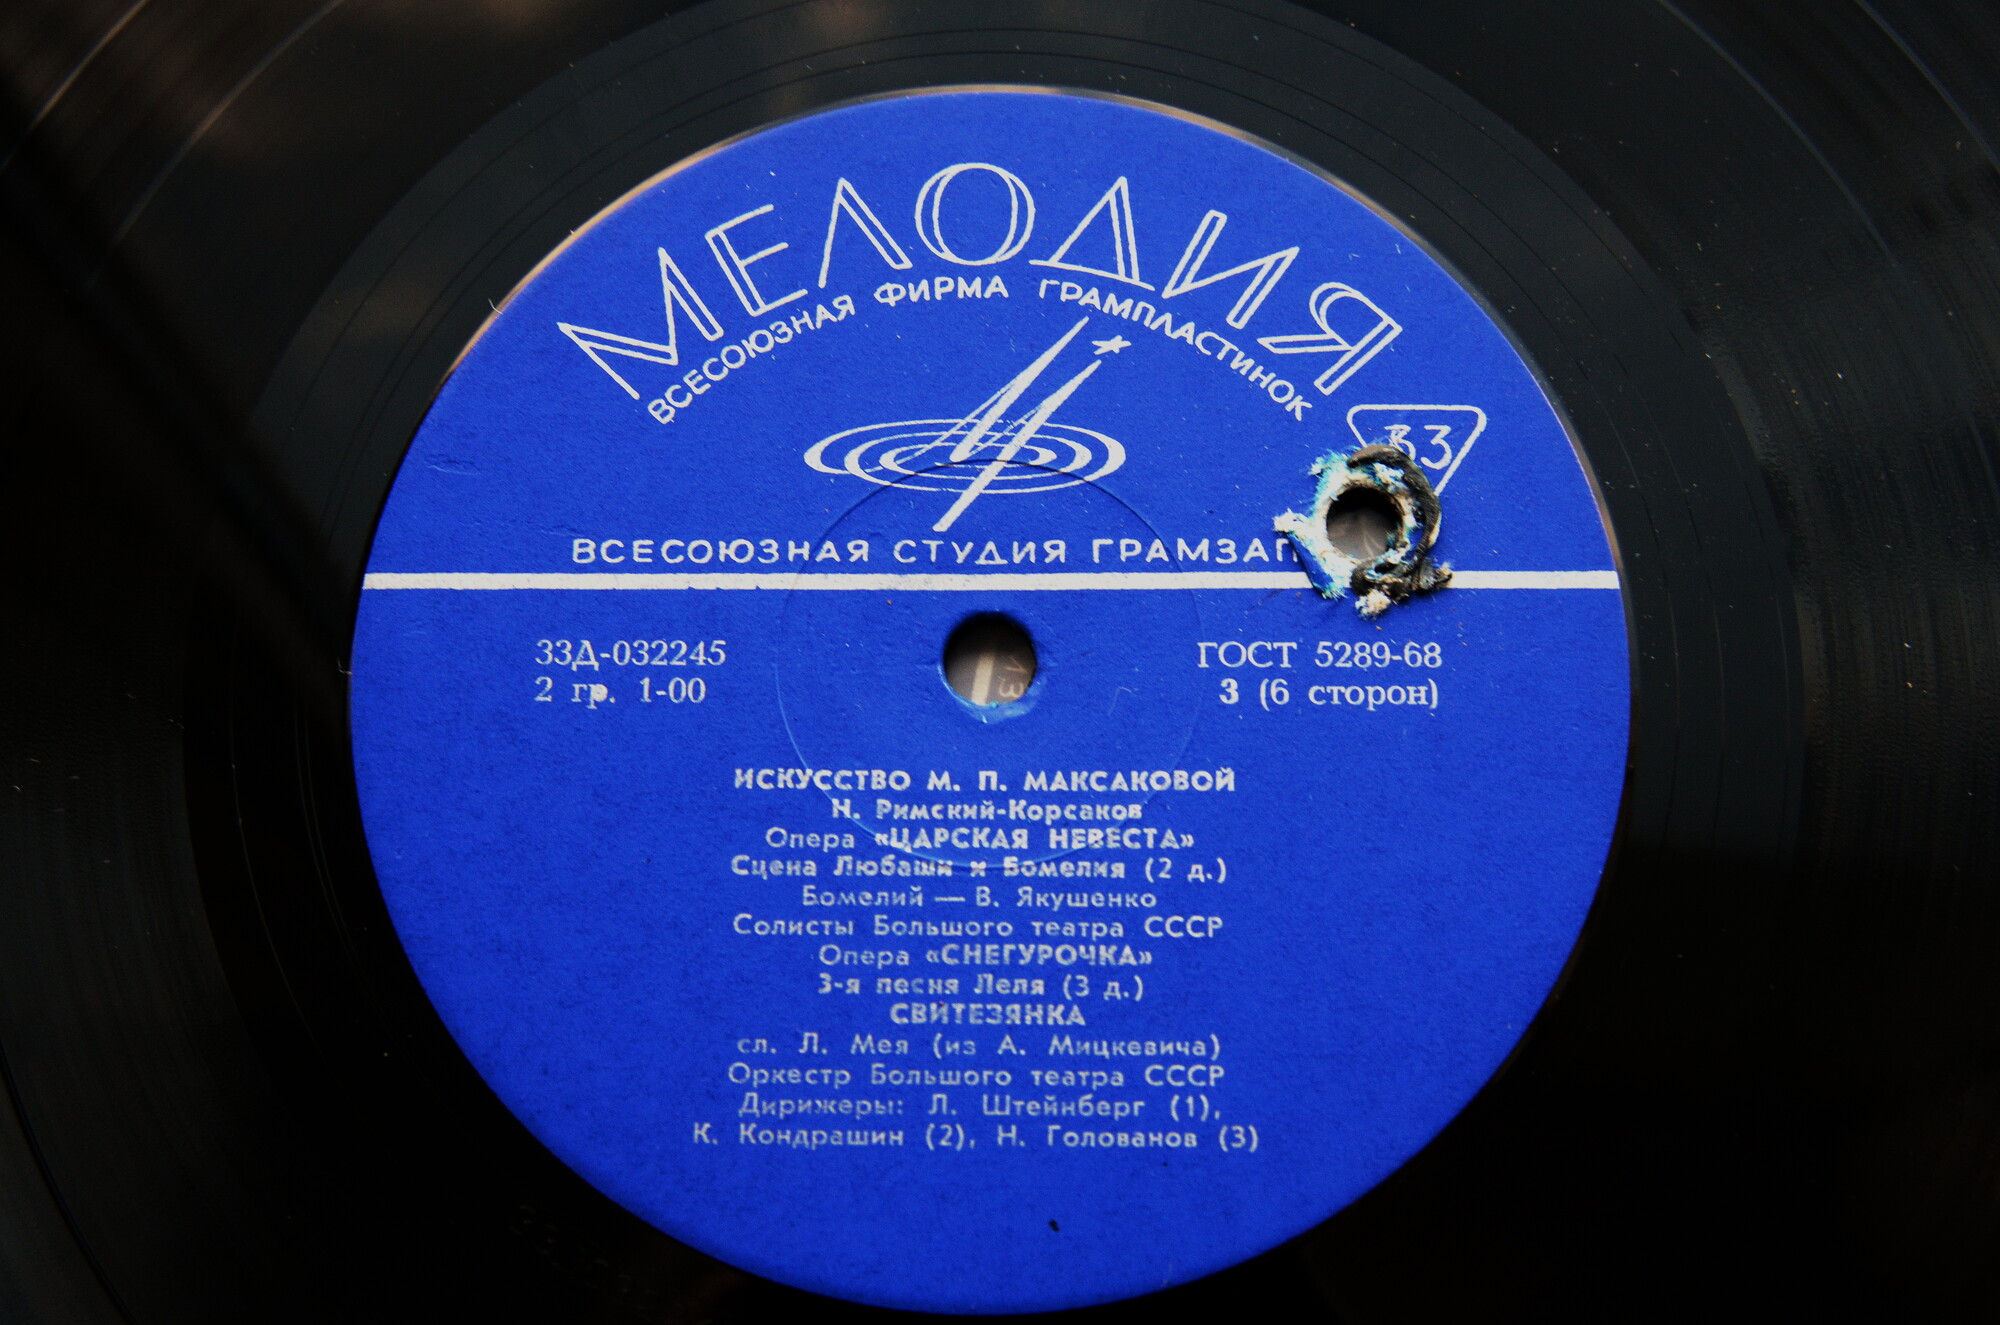 МЕЛОДИЯ
ВСЕСОЮЗНАЯ ФИРМА ГРАМПЛАСТИНОК
33
ВСЕСОЮЗНАЯ СТУДИЯ
33Д-032245
2 гр. 1-00
ГОСТ 5289-68
3 (6 сторон)
ИСКУССТВО М. П. МАКСАКОВОЙ
Н. Римский-Корсаков
Опера «ЦАРСКАЯ НЕВЕСТА»
Сцена Любаши и Бомелия (2 д.)
Бомелий — В. Якушенко
Солисты Большого театра СССР
Опера «СНЕГУРОЧКА»
3-я песня Леля (3 д.)
СВИТЕЗЯНКА
сл. Л. Мея (из А. Мицкевича)
Оркестр Большого театра СССР
Дирижеры: Л. Штейнберг (1),
К. Кондрашин (2), Н. Голованов (3)